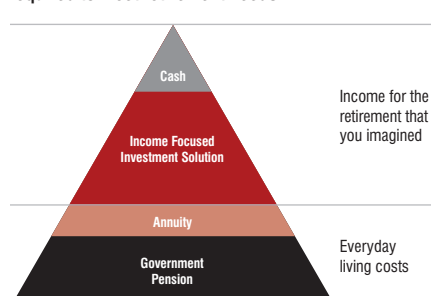 Cash
Income for the
retirement that
you imagined
Income Focused
Investment Solution
Annuity
Everyday
living costs
Government
Pension